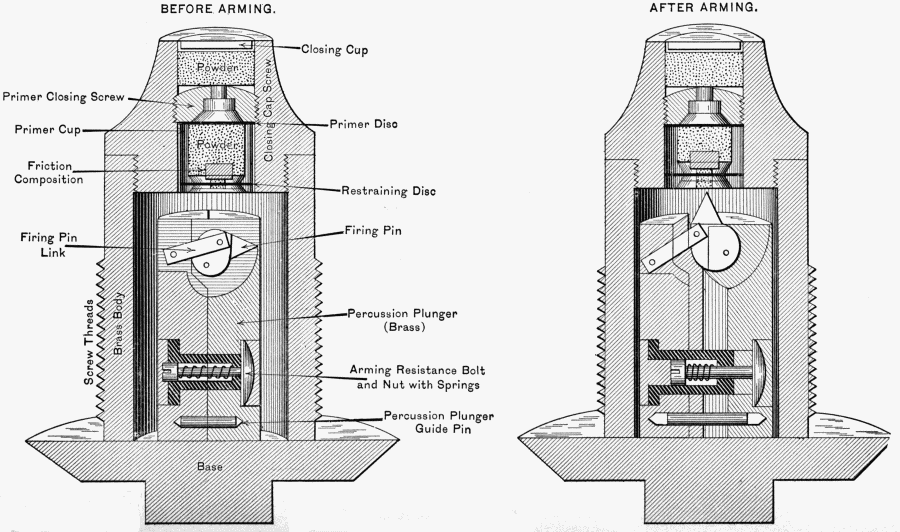 BEFORE ARMING.
AFTER ARMING.
Closing Cup
Powder
Closing Cap Screw
Primer Closing Screw
Primer Disc
Primer Cup
Powder
Friction
Composition
Restraining Disc
Firing Pin
Link
Firing Pin
Screw Threads
Brass Body
Percussion Plunger
(Brass)
Arming Resistance Bolt
and Nut with Springs
Percussion Plunger
Guide Pin
Base